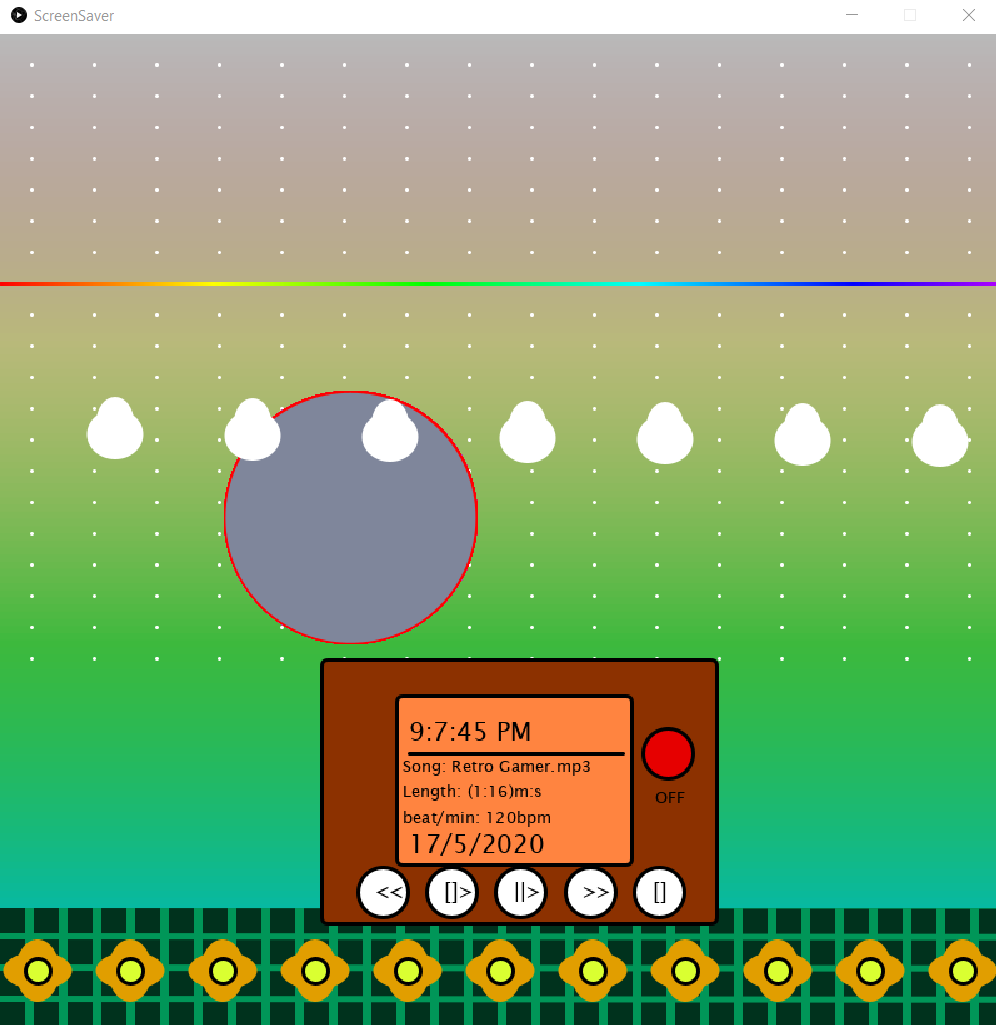 ScreenSaver
9:7:45 PM
Song: Retro Gamer.mp3
Length: (1:16)m:s
OFF
beat/min: 120bpm
17/5/2020
<< []> ||> >> []